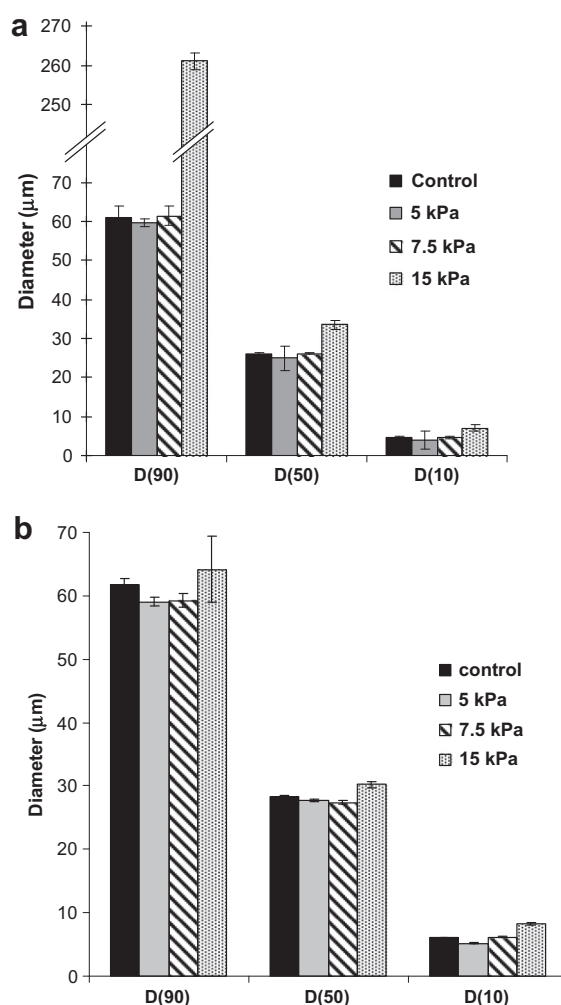 a
270
260
250
70
60
50
40
30
20
10
0
Diameter (μm)
Control
5 kPa
7.5 kPa
15 kPa
D(90) D(50) D(10)
b
70
60
50
40
30
20
10
0
Diameter (μm)
control
5 kPa
7.5 kPa
15 kPa
D(90) D(50) D(10)